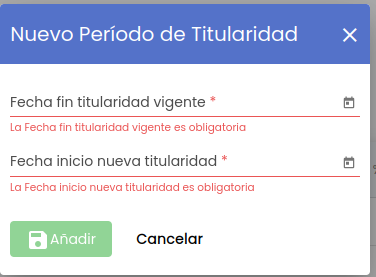 Nuevo Período de Titularidad
Fecha fin titularidad vigente *
La Fecha fin titularidad vigente es obligatoria
Fecha inicio nueva titularidad *
La Fecha inicio nueva titularidad es obligatoria
Añadir Cancelar